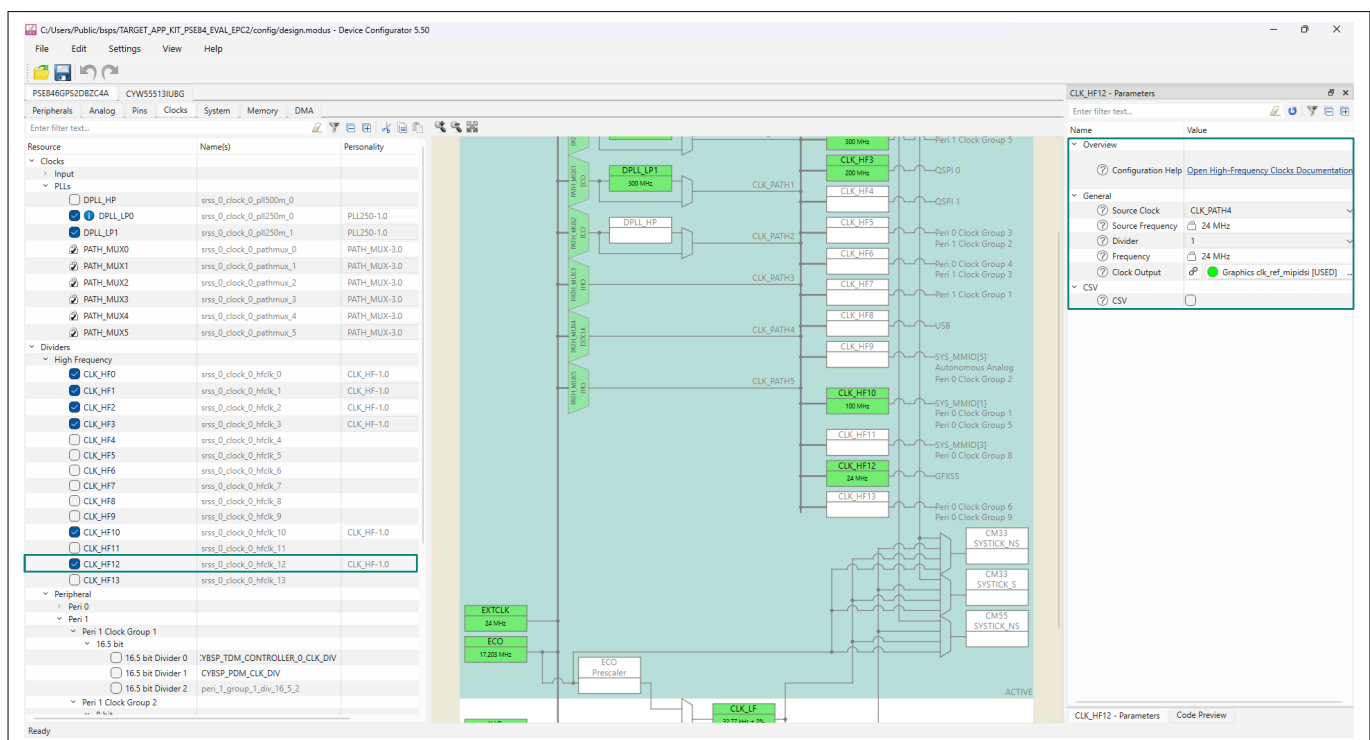 C:/Users/Public/bsps/TARGET_APP_KIT_PSE84_EVAL_EPC2/config/design.modus - Device Configurator 5.50
File Edit Settings View Help
PSE846GPS2DBZC4A CYW55513IUBG
Peripherals Analog Pins Clocks System Memory DMA
Enter filter text...
Resource Name(s) Personality
Clocks
Input
PLLs
DPLL_HP srss_0_clock_0_pll500m_0
DPLL_LP0 srss_0_clock_0_pll250m_0 PLL250-1.0
DPLL_LP1 srss_0_clock_0_pll250m_1 PLL250-1.0
PATH_MUX0 srss_0_clock_0_pathmux_0 PATH_MUX-3.0
PATH_MUX1 srss_0_clock_0_pathmux_1 PATH_MUX-3.0
PATH_MUX2 srss_0_clock_0_pathmux_2 PATH_MUX-3.0
PATH_MUX3 srss_0_clock_0_pathmux_3 PATH_MUX-3.0
PATH_MUX4 srss_0_clock_0_pathmux_4 PATH_MUX-3.0
PATH_MUX5 srss_0_clock_0_pathmux_5 PATH_MUX-3.0
Dividers
High Frequency
CLK_HF0 srss_0_clock_0_hfclk_0 CLK_HF-1.0
CLK_HF1 srss_0_clock_0_hfclk_1 CLK_HF-1.0
CLK_HF2 srss_0_clock_0_hfclk_2 CLK_HF-1.0
CLK_HF3 srss_0_clock_0_hfclk_3 CLK_HF-1.0
CLK_HF4 srss_0_clock_0_hfclk_4
CLK_HF5 srss_0_clock_0_hfclk_5
CLK_HF6 srss_0_clock_0_hfclk_6
CLK_HF7 srss_0_clock_0_hfclk_7
CLK_HF8 srss_0_clock_0_hfclk_8
CLK_HF9 srss_0_clock_0_hfclk_9
CLK_HF10 srss_0_clock_0_hfclk_10 CLK_HF-1.0
CLK_HF11 srss_0_clock_0_hfclk_11
CLK_HF12 srss_0_clock_0_hfclk_12 CLK_HF-1.0
CLK_HF13 srss_0_clock_0_hfclk_13
Peripheral
Peri 0
Peri 1
Peri 1 Clock Group 1
16.5 bit
16.5 bit Divider 0 :YBSP_TDM_CONTROLLER_0_CLK_DIV
16.5 bit Divider 1 CYBSP_PDM_CLK_DIV
16.5 bit Divider 2 peri_1_group_1_div_16_5_2
Peri 1 Clock Group 2
Ready
300 MHz
Peri 1 Clock Group 5
PATH_MUX1
ECO
DPLL_LP1
300 MHz
CLK_PATH1
CLK_HF3
200 MHz
QSPI 0
CLK_HF4
QSPI 1
PATH_MUX2
ECO
DPLL_HP
CLK_PATH2
CLK_HF5
Peri 0 Clock Group 3
Peri 1 Clock Group 2
CLK_HF6
Peri 0 Clock Group 4
Peri 1 Clock Group 3
PATH_MUX3
IHO
CLK_PATH3
CLK_HF7
Peri 1 Clock Group 1
PATH_MUX4
EXTCLK
CLK_PATH4
CLK_HF8
USB
CLK_HF9
SYS_MMIO[5]
Autonomous Analog
Peri 0 Clock Group 2
PATH_MUX5
IHO
CLK_PATH5
CLK_HF10
100 MHz
SYS_MMIO[1]
Peri 0 Clock Group 1
Peri 0 Clock Group 5
CLK_HF11
SYS_MMIO[3]
Peri 0 Clock Group 8
CLK_HF12
24 MHz
GFXSS
CLK_HF13
Peri 0 Clock Group 6
Peri 0 Clock Group 9
CM33
SYSTICK_NS
CM33
SYSTICK_S
CM55
SYSTICK_NS
EXTCLK
24 MHz
ECO
17.203 MHz
ECO
Prescaler
ACTIVE
CLK_LF
CLK_HF12 - Parameters
Enter filter text...
Name Value
Overview
Configuration Help Open High-Frequency Clocks Documentation
General
Source Clock CLK_PATH4
Source Frequency 24 MHz
Divider 1
Frequency 24 MHz
Clock Output Graphics clk_ref_mipidsi [USED] ...
CSV
CSV
CLK_HF12 - Parameters Code Preview